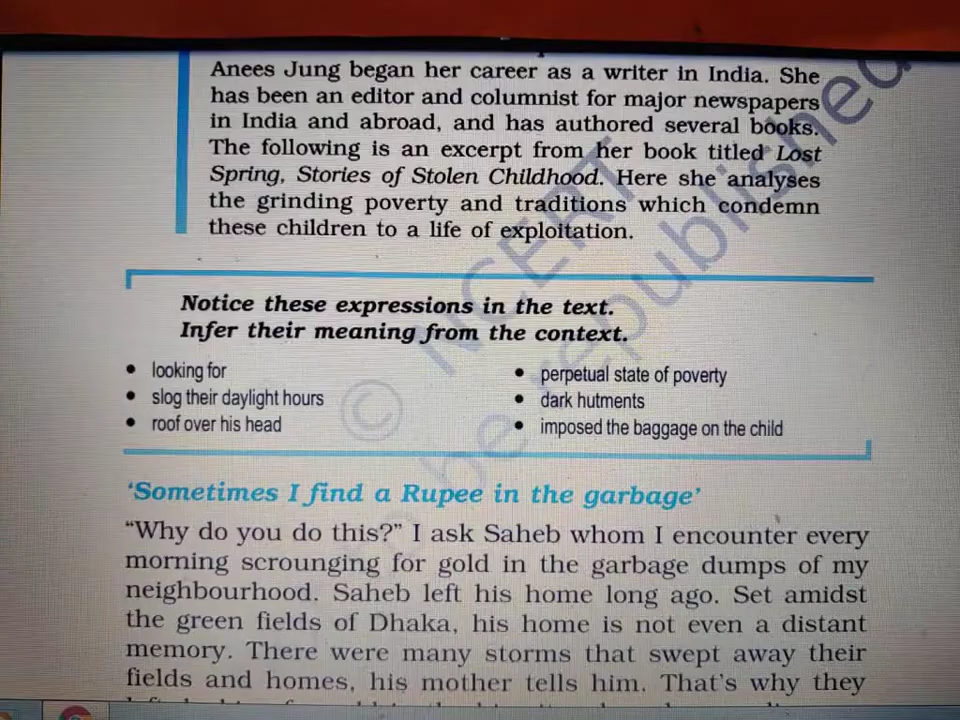 Anees Jung began her career as a writer in India. She
has been an editor and columnist for major newspapers
in India and abroad, and has authored several books.
The following is an excerpt from her book titled Lost
Spring, Stories of Stolen Childhood. Here she analyses
the grinding poverty and traditions which condemn
these children to a life of exploitation.
Notice these expressions in the text.
Infer their meaning from the context.
• looking for
• slog their daylight hours
• roof over his head
• perpetual state of poverty
• dark hutments
• imposed the baggage on the child
‘Sometimes I find a Rupee in the garbage’
“Why do you do this?” I ask Saheb whom I encounter every
morning scrounging for gold in the garbage dumps of my
neighbourhood. Saheb left his home long ago. Set amidst
the green fields of Dhaka, his home is not even a distant
memory. There were many storms that swept away their
fields and homes, his mother tells him. That’s why they
© NCERT
be republished